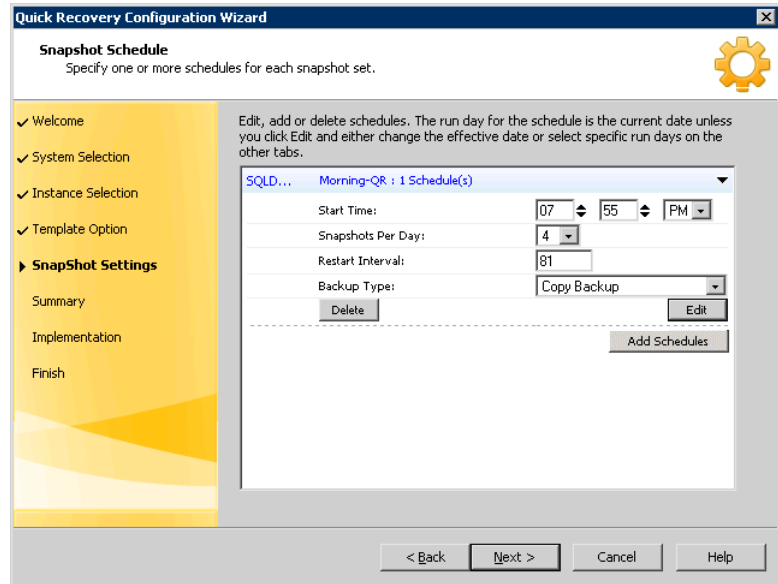 Quick Recovery Configuration Wizard
Snapshot Schedule
Specify one or more schedules for each snapshot set.
Welcome
System Selection
Instance Selection
Template Option
SnapShot Settings
Summary
Implementation
Finish
Edit, add or delete schedules. The run day for the schedule is the current date unless
you click Edit and either change the effective date or select specific run days on the
other tabs.
SQLD... Morning-QR : 1 Schedule(s)
Start Time: 07 55 PM
Snapshots Per Day: 4
Restart Interval: 81
Backup Type: Copy Backup
Delete Edit
Add Schedules
< Back Next > Cancel Help